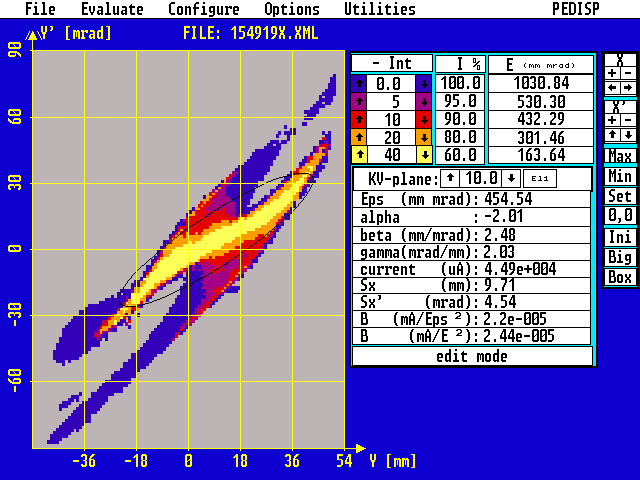 File Evaluate Configure Options Utilities PEDISP
Y' [mrad] FILE: 154919X.XML
90
60
30
0
-30
-60
-36 -18 0 18 36 54 Y [mm]
- Int I % E (mm mrad)
0.0 100.0 1030.84
5 95.0 530.30
10 90.0 432.29
20 80.0 301.46
40 60.0 163.64
KV-plane: 10.0 Ell
Eps (mm mrad): 454.54
alpha : -2.01
beta (mm/mrad): 2.48
gamma(mrad/mm): 2.03
current (uA): 4.49e+004
Sx (mm): 9.71
Sx' (mrad): 4.54
B (mA/Eps ²): 2.2e-005
B (mA/E ²): 2.44e-005
edit mode
X
+ -
X'
+ -
Max
Min
Set
0,0
Ini
Big
Box